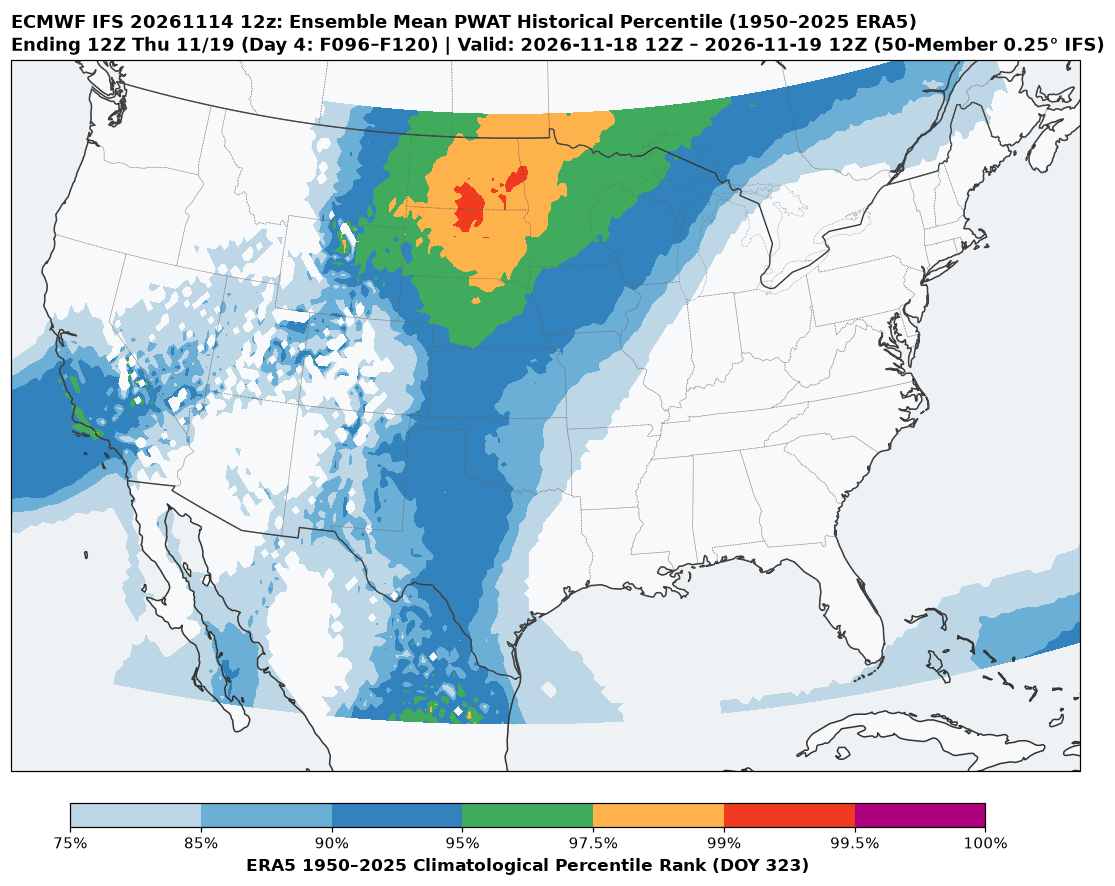 ECMWF IFS 20261114 12z: Ensemble Mean PWAT Historical Percentile (1950–2025 ERA5)
Ending 12Z Thu 11/19 (Day 4: F096–F120) | Valid: 2026-11-18 12Z – 2026-11-19 12Z (50-Member 0.25° IFS)
75% 85% 90% 95% 97.5% 99% 99.5% 100%
ERA5 1950–2025 Climatological Percentile Rank (DOY 323)